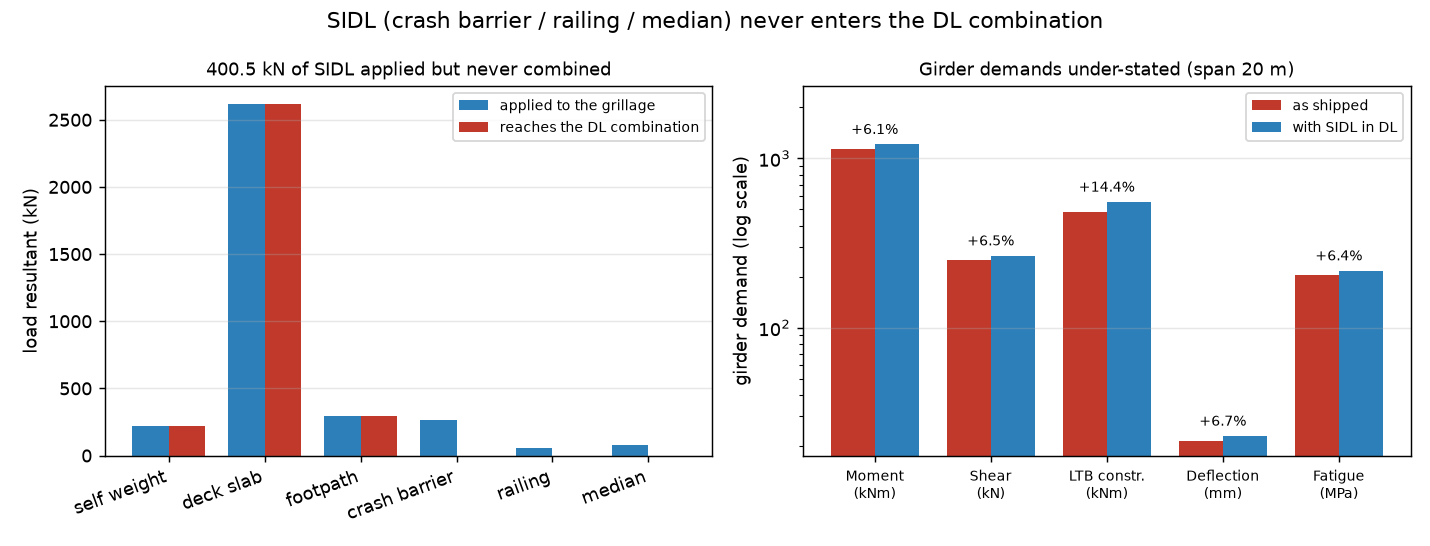 SIDL (crash barrier / railing / median) never enters the DL combination
400.5 kN of SIDL applied but never combined
applied to the grillage
reaches the DL combination
load resultant (kN)
2500
2000
1500
1000
500
0
self weight
deck slab
footpath
crash barrier
railing
median
Girder demands under-stated (span 20 m)
as shipped
with SIDL in DL
girder demand (log scale)
10³
10²
+6.1%
+6.5%
+14.4%
+6.7%
+6.4%
Moment
(kNm)
Shear
(kN)
LTB constr.
(kNm)
Deflection
(mm)
Fatigue
(MPa)